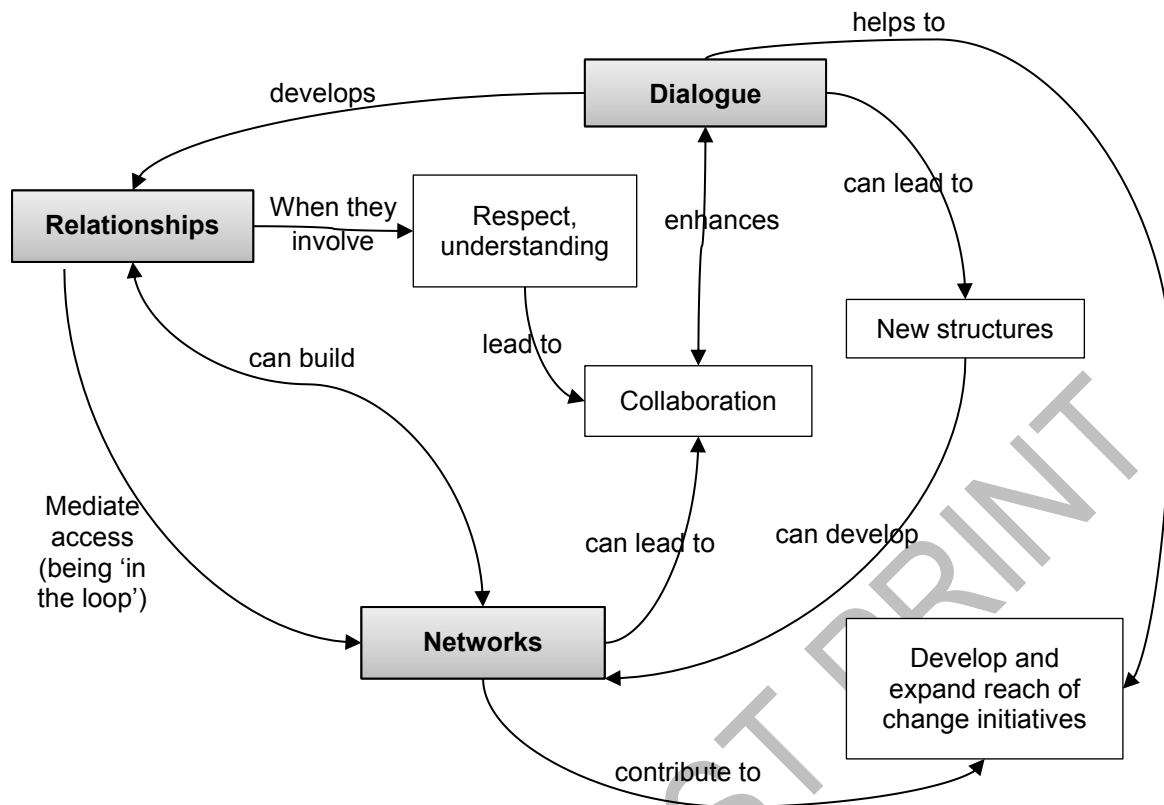 helps to
Dialogue
develops
can lead to
Relationships
When they
involve
Respect,
understanding
enhances
New structures
lead to
can build
Collaboration
Mediate
access
(being ‘in
the loop’)
can lead to
can develop
Networks
Develop and
expand reach of
change initiatives
contribute to
ST PRINT